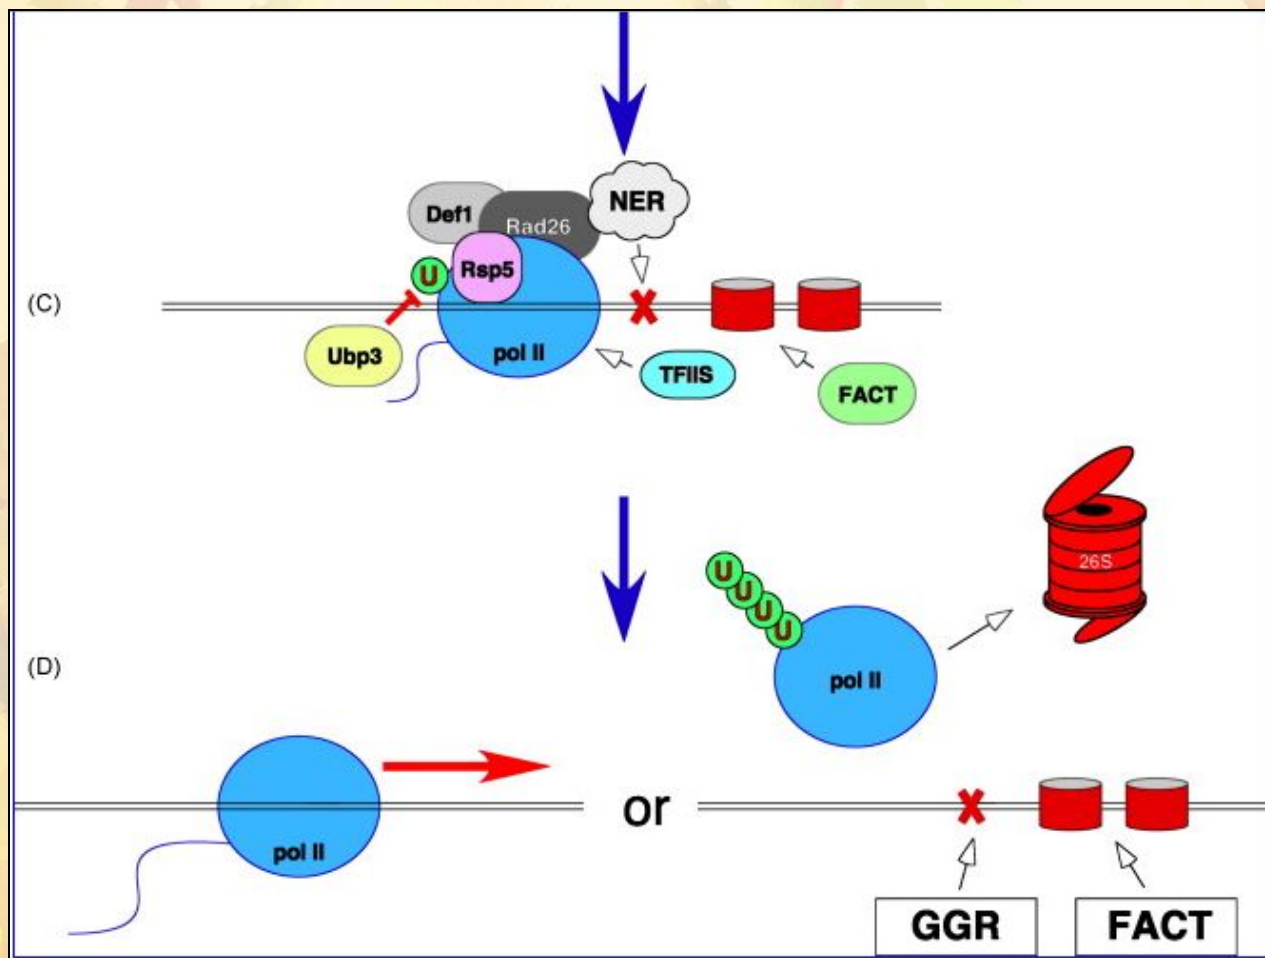 NER
Def1
Rad26
Rsp5
U
(C)
Ubp3
pol II
TFIIS
FACT
26S
U
U
U
U
(D)
pol II
or
pol II
GGR
FACT